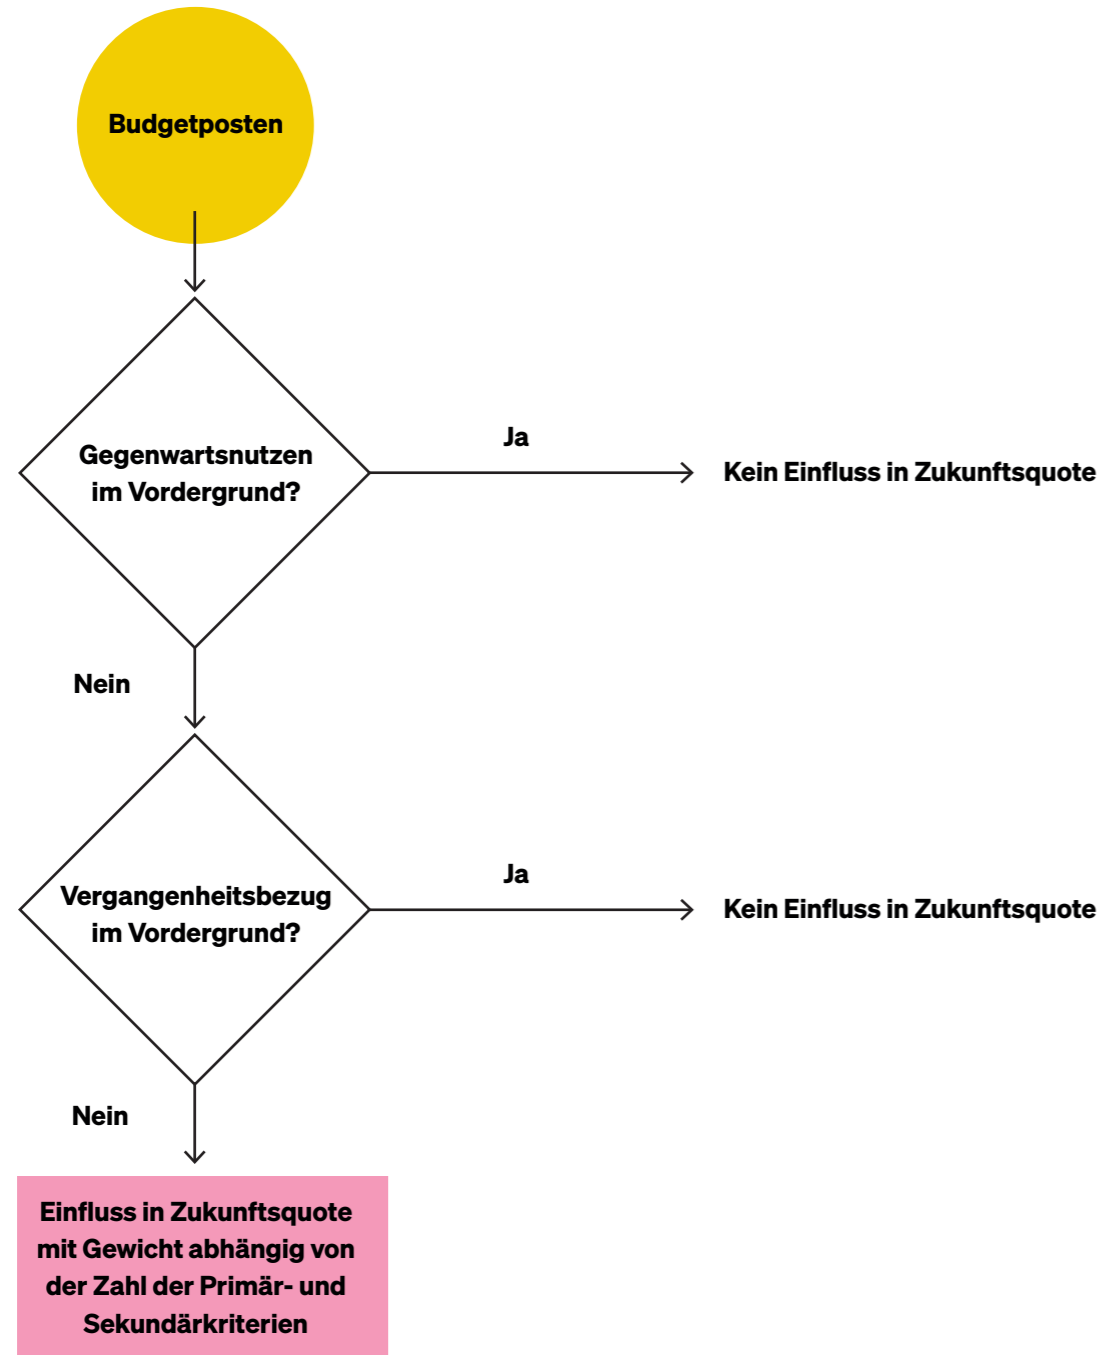 Budgetposten
Gegenwartsnutzen
im Vordergrund?
Ja
Kein Einfluss in Zukunftsquote
Nein
Vergangenheitsbezug
im Vordergrund?
Ja
Kein Einfluss in Zukunftsquote
Nein
Einfluss in Zukunftsquote
mit Gewicht abhängig von
der Zahl der Primär- und
Sekundärkriterien